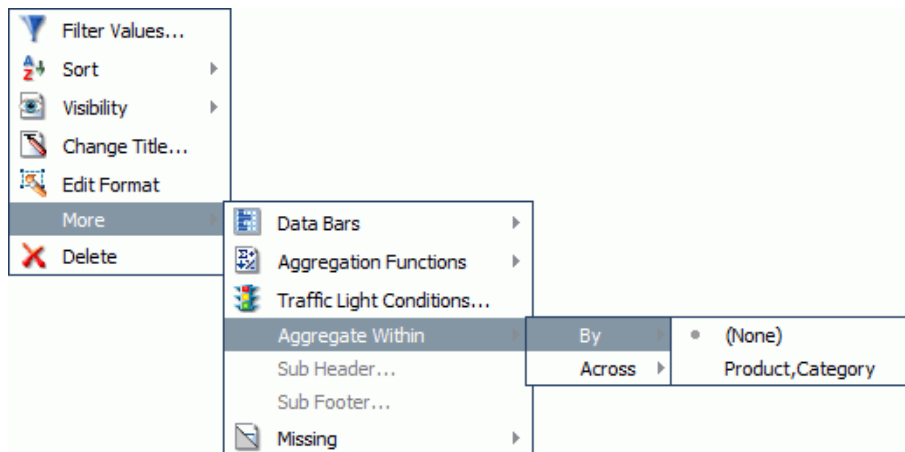 Filter Values...
Sort
Visibility
Change Title...
Edit Format
More
Delete
Data Bars
Aggregation Functions
Traffic Light Conditions...
Aggregate Within
Sub Header...
Sub Footer...
Missing
By
Across
(None)
Product,Category